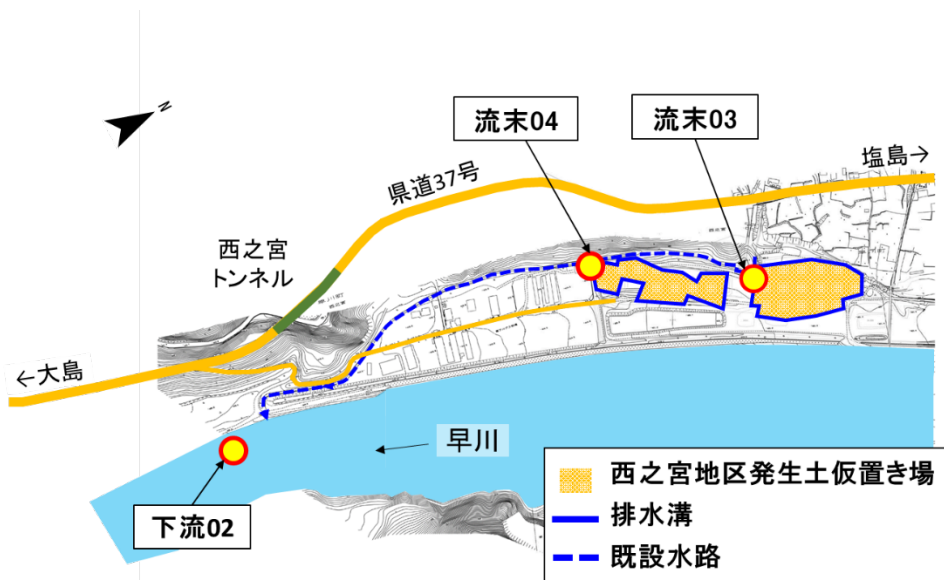 N
流末04
流末03
塩島→
県道37号
西之宮
トンネル
←大島
早川
下流02
西之宮地区発生土仮置き場
排水溝
既設水路